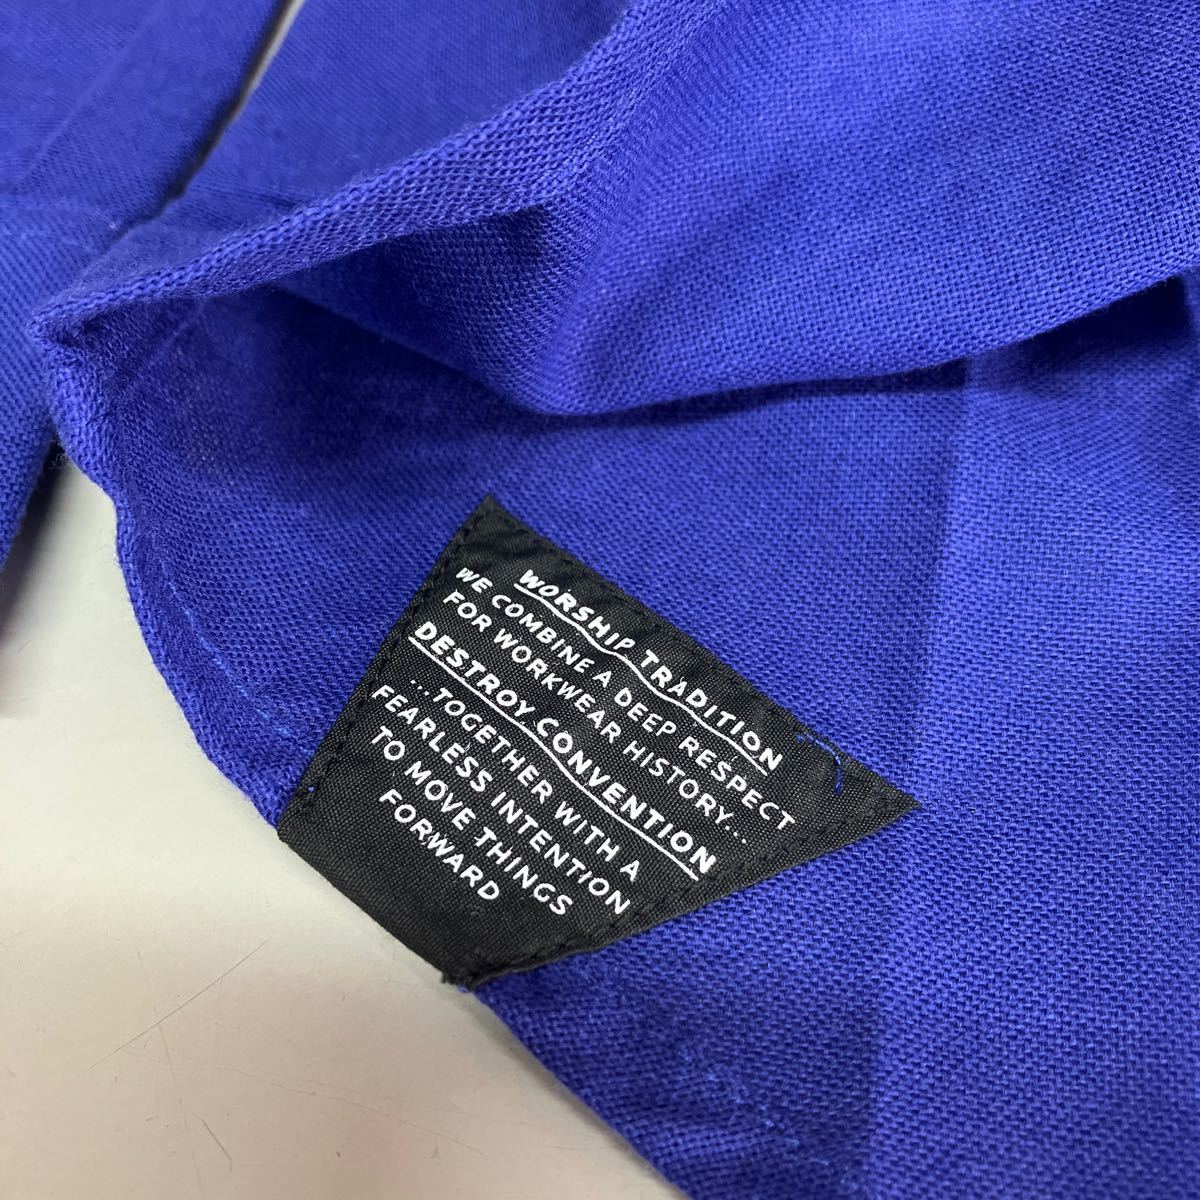 WORSHIP TRADITION
WE COMBINE A DEEP RESPECT
FOR WORKWEAR HISTORY...
DESTROY CONVENTION
...TOGETHER WITH A
FEARLESS INTENTION
TO MOVE THINGS
FORWARD